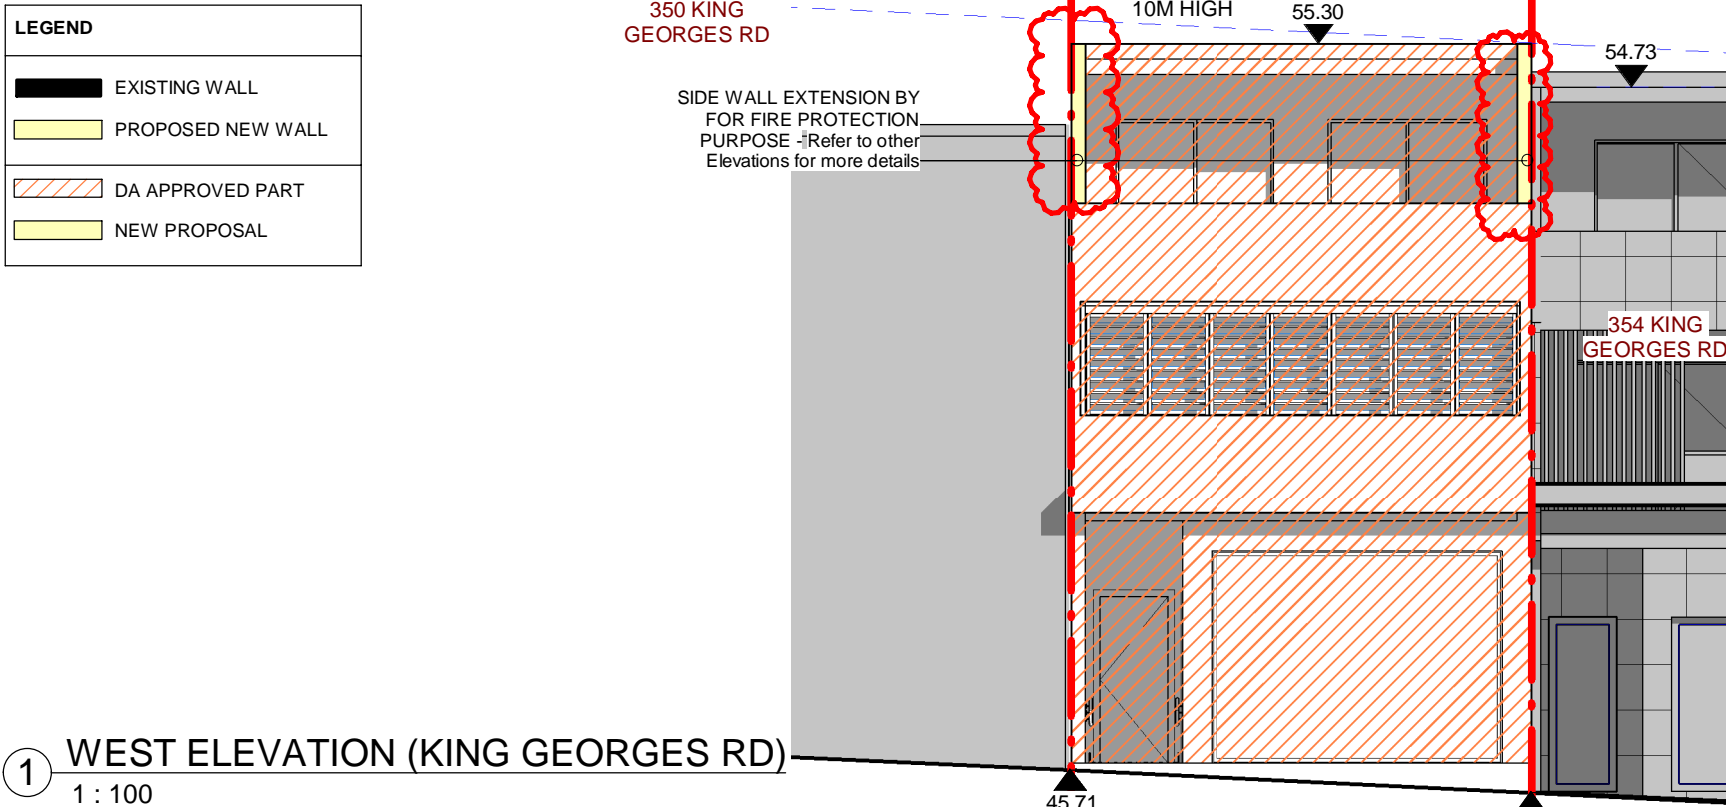 LEGEND
EXISTING WALL
PROPOSED NEW WALL
DA APPROVED PART
NEW PROPOSAL
350 KING
GEORGES RD
10M HIGH
55.30
54.73
SIDE WALL EXTENSION BY
FOR FIRE PROTECTION
PURPOSE - Refer to other
Elevations for more details
354 KING
GEORGES RD
1
WEST ELEVATION (KING GEORGES RD)
1 : 100
45.71